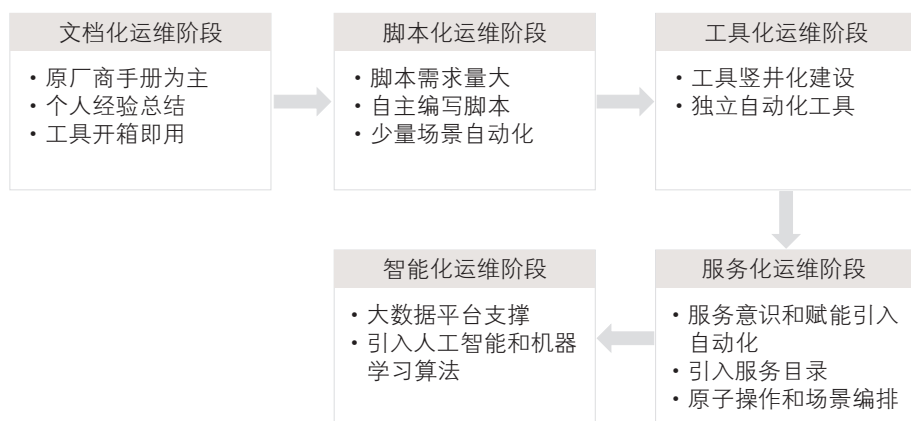 文档化运维阶段
• 原厂商手册为主
• 个人经验总结
• 工具开箱即用
脚本化运维阶段
• 脚本需求量大
• 自主编写脚本
• 少量场景自动化
工具化运维阶段
• 工具竖井化建设
• 独立自动化工具
服务化运维阶段
• 服务意识和赋能引入
自动化
• 引入服务目录
• 原子操作和场景编排
智能化运维阶段
• 大数据平台支撑
• 引入人工智能和机器
学习算法